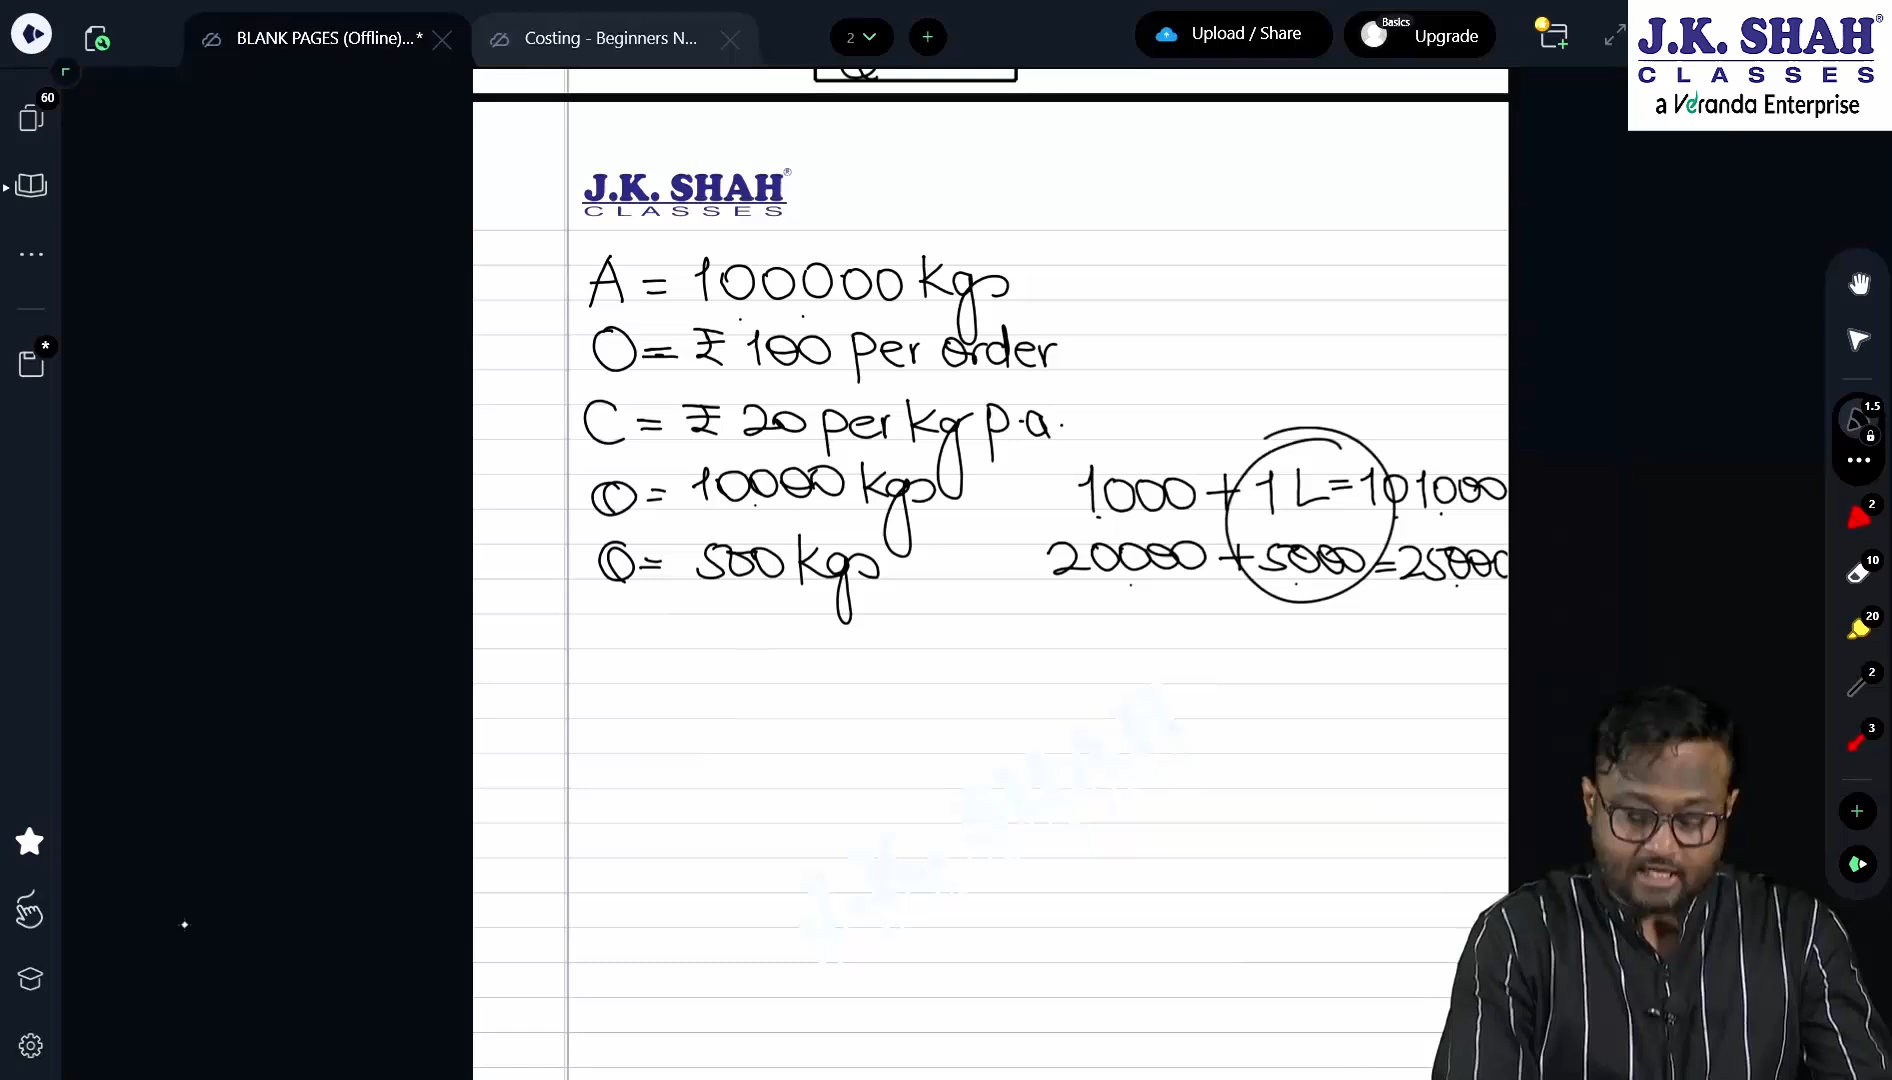 BLANK PAGES (Offline)...*
Costing - Beginners N...
2
Upload / Share
Basics
Upgrade
J.K. SHAH®
CLASSES
a Veranda Enterprise
60
J.K. SHAH®
CLASSES
A = 100000 kgs
O = ₹ 100 per order
C = ₹ 20 per kg p.a.
Q = 10000 kgs 1000 + 1 L = 101000
Q = 500 kgs 20000 + 5000 = 25000
1.5
2
10
20
2
3